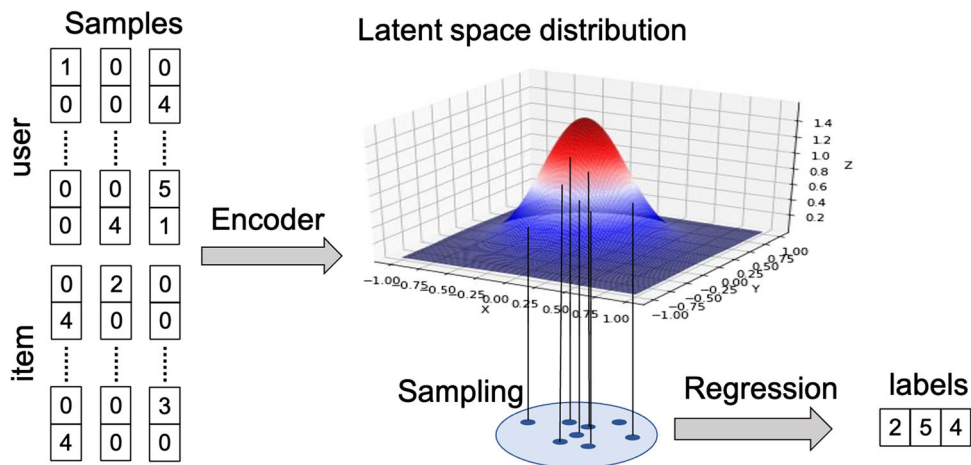 Samples
Latent space distribution
user
1 0 0
0 0 4
0 0 5
0 4 1
Encoder
item
0 2 0
4 0 0
0 0 3
4 0 0
1.4
1.2
1.0
0.8
0.6
0.4
0.2
Z
−1.00 −0.75 −0.50 −0.25 0.00 0.25 0.50 0.75 1.00
X
−1.00 −0.75 −0.50 −0.25 0.00 0.25 0.50 0.75 1.00
Y
Sampling
Regression
labels
2 5 4